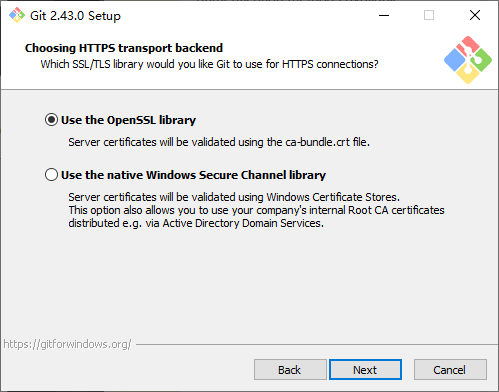 Git 2.43.0 Setup
Choosing HTTPS transport backend
Which SSL/TLS library would you like Git to use for HTTPS connections?
Use the OpenSSL library
Server certificates will be validated using the ca-bundle.crt file.
Use the native Windows Secure Channel library
Server certificates will be validated using Windows Certificate Stores.
This option also allows you to use your company's internal Root CA certificates
distributed e.g. via Active Directory Domain Services.
https://gitforwindows.org/
Back
Next
Cancel